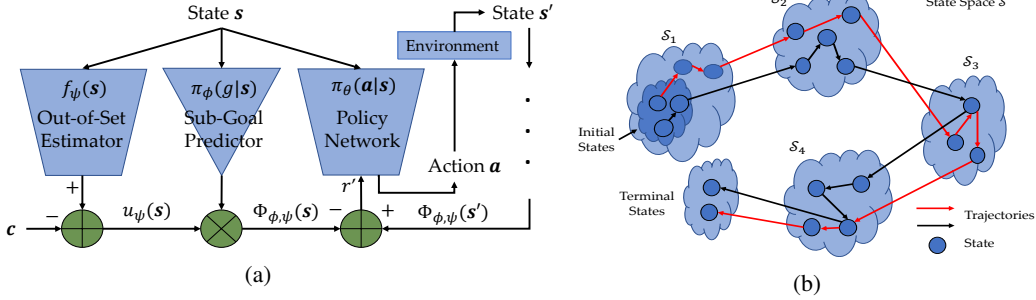 State s
State s′
Environment
f_ψ(s)
Out-of-Set
Estimator
π_ϕ(g|s)
Sub-Goal
Predictor
π_θ(a|s)
Policy
Network
Action a
+
r′
−
u_ψ(s)
Φ_ϕ,ψ(s)
−
+
Φ_ϕ,ψ(s′)
c
(a)
S_2
State Space S
S_1
S_3
Initial
States
S_4
Terminal
States
Trajectories
State
(b)